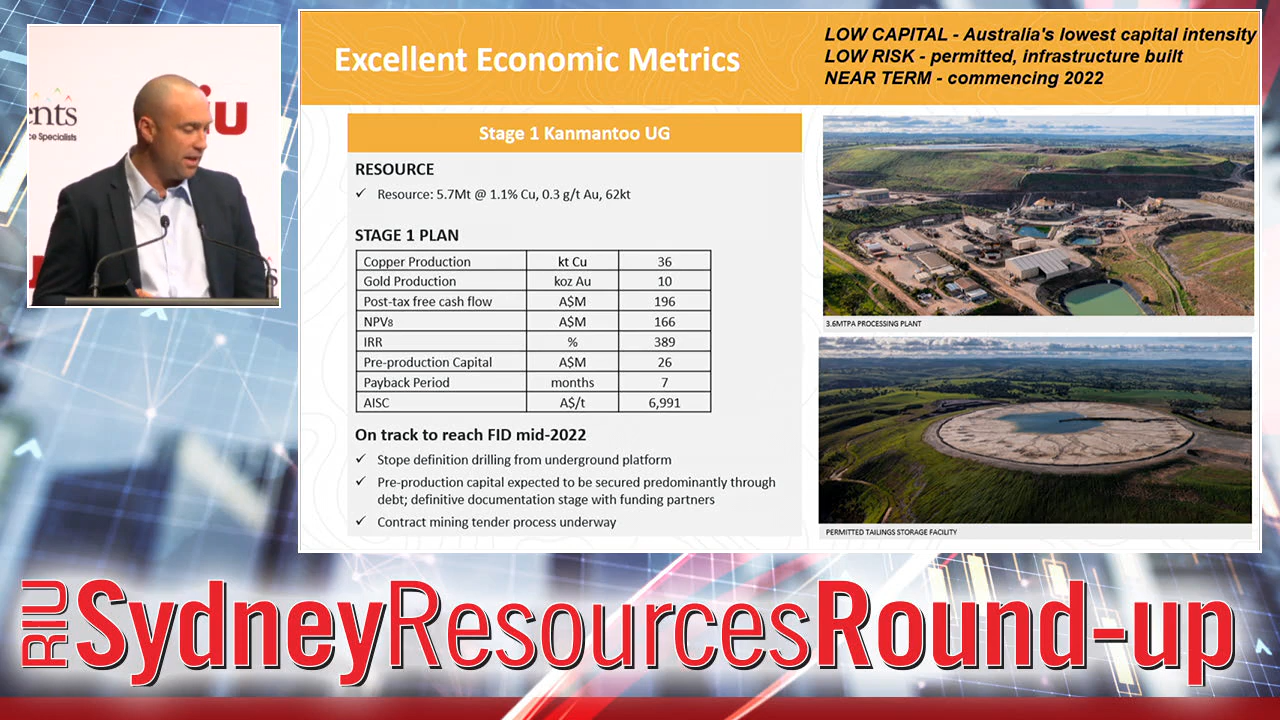 Excellent Economic Metrics
LOW CAPITAL - Australia's lowest capital intensity
LOW RISK - permitted, infrastructure built
NEAR TERM - commencing 2022
Stage 1 Kanmantoo UG
RESOURCE
✓ Resource: 5.7Mt @ 1.1% Cu, 0.3 g/t Au, 62kt
STAGE 1 PLAN
Copper Production kt Cu 36
Gold Production koz Au 10
Post-tax free cash flow A$M 196
NPV8 A$M 166
IRR % 389
Pre-production Capital A$M 26
Payback Period months 7
AISC A$/t 6,991
On track to reach FID mid-2022
✓ Stope definition drilling from underground platform
✓ Pre-production capital expected to be secured predominantly through
debt; definitive documentation stage with funding partners
✓ Contract mining tender process underway
3.6MTPA PROCESSING PLANT
PERMITTED TAILINGS STORAGE FACILITY
ents
ce Specialists
iu
RIU SydneyResourcesRound-up